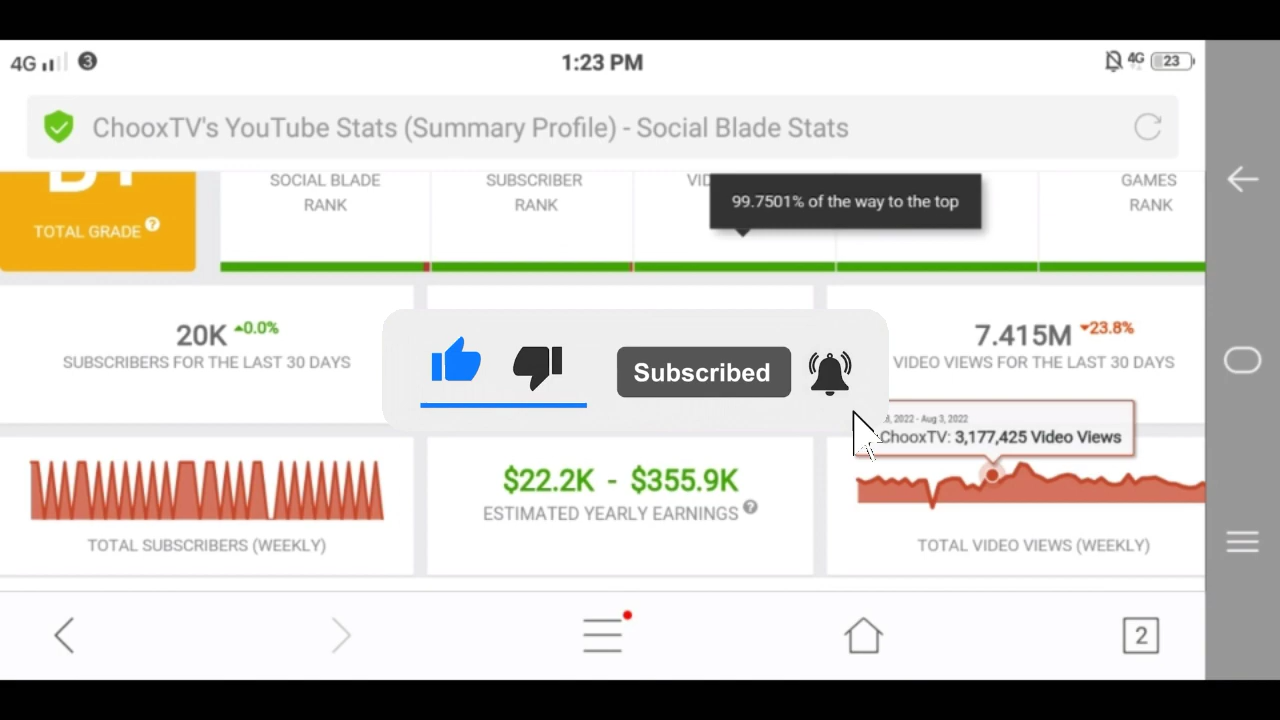 4G 3 1:23 PM 4G 23
ChooxTV's YouTube Stats (Summary Profile) - Social Blade Stats
TOTAL GRADE ?
SOCIAL BLADE
RANK
SUBSCRIBER
RANK
99.7501% of the way to the top
GAMES
RANK
20K 0.0%
SUBSCRIBERS FOR THE LAST 30 DAYS
Subscribed
7.415M 23.8%
VIDEO VIEWS FOR THE LAST 30 DAYS
, 2022 - Aug 3, 2022
ChooxTV: 3,177,425 Video Views
TOTAL SUBSCRIBERS (WEEKLY)
$22.2K - $355.9K
ESTIMATED YEARLY EARNINGS ?
TOTAL VIDEO VIEWS (WEEKLY)
2